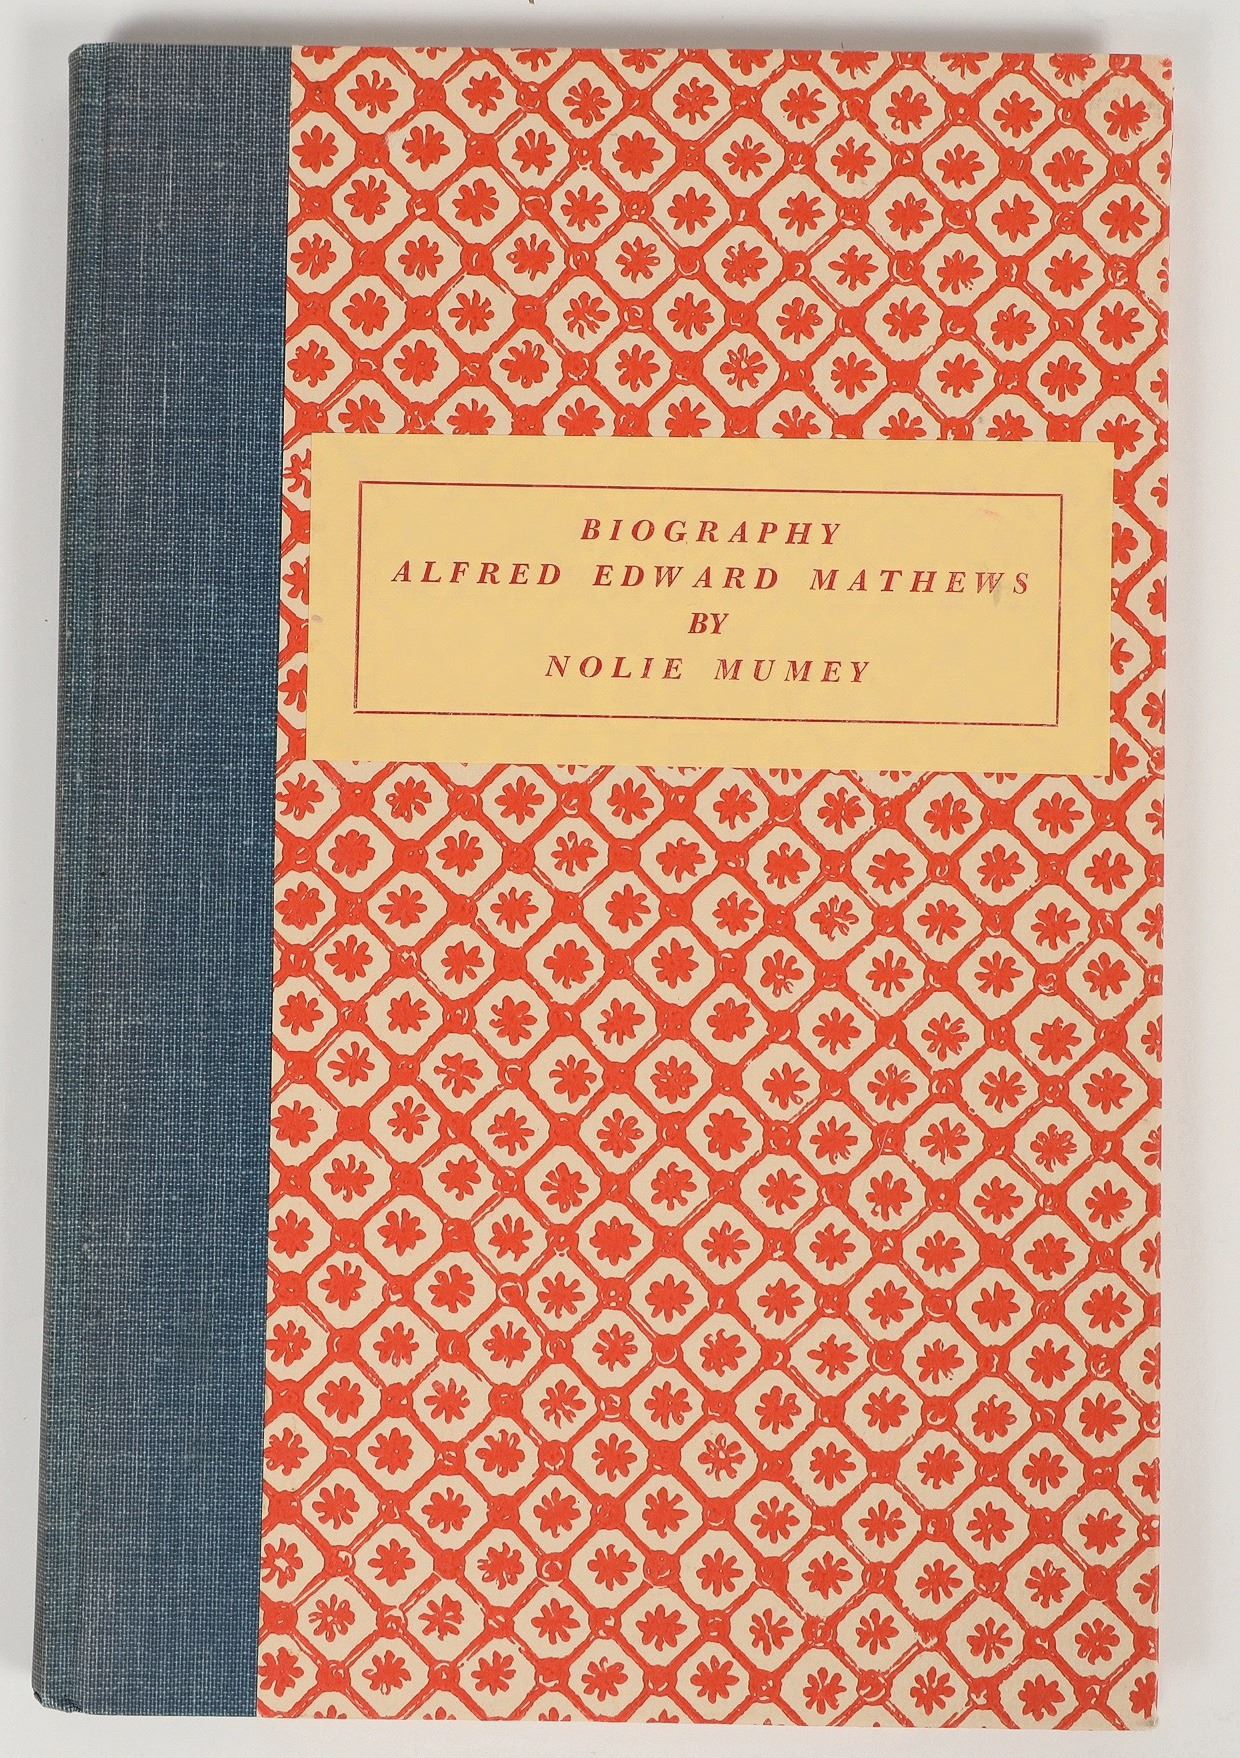 BIOGRAPHY
ALFRED EDWARD MATHEWS
BY
NOLIE MUMEY